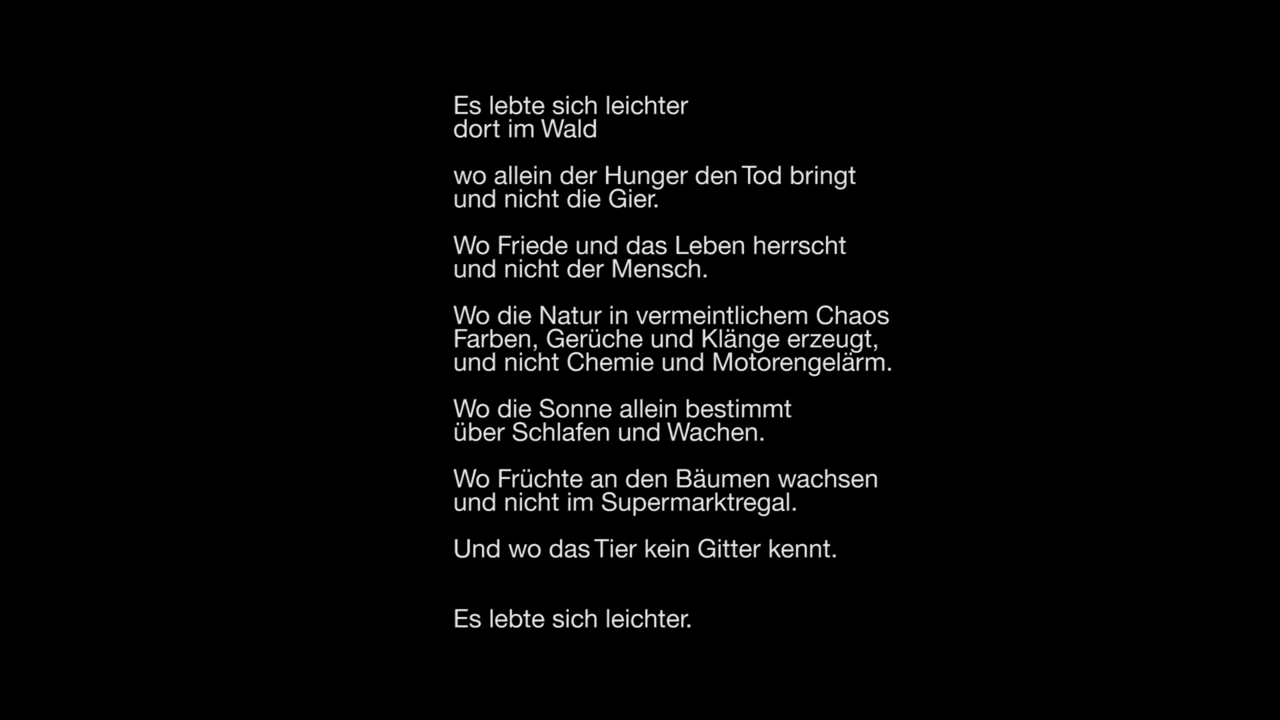 Es lebte sich leichter
dort im Wald
wo allein der Hunger den Tod bringt
und nicht die Gier.
Wo Friede und das Leben herrscht
und nicht der Mensch.
Wo die Natur in vermeintlichem Chaos
Farben, Gerüche und Klänge erzeugt,
und nicht Chemie und Motorengelärm.
Wo die Sonne allein bestimmt
über Schlafen und Wachen.
Wo Früchte an den Bäumen wachsen
und nicht im Supermarktregal.
Und wo das Tier kein Gitter kennt.
Es lebte sich leichter.